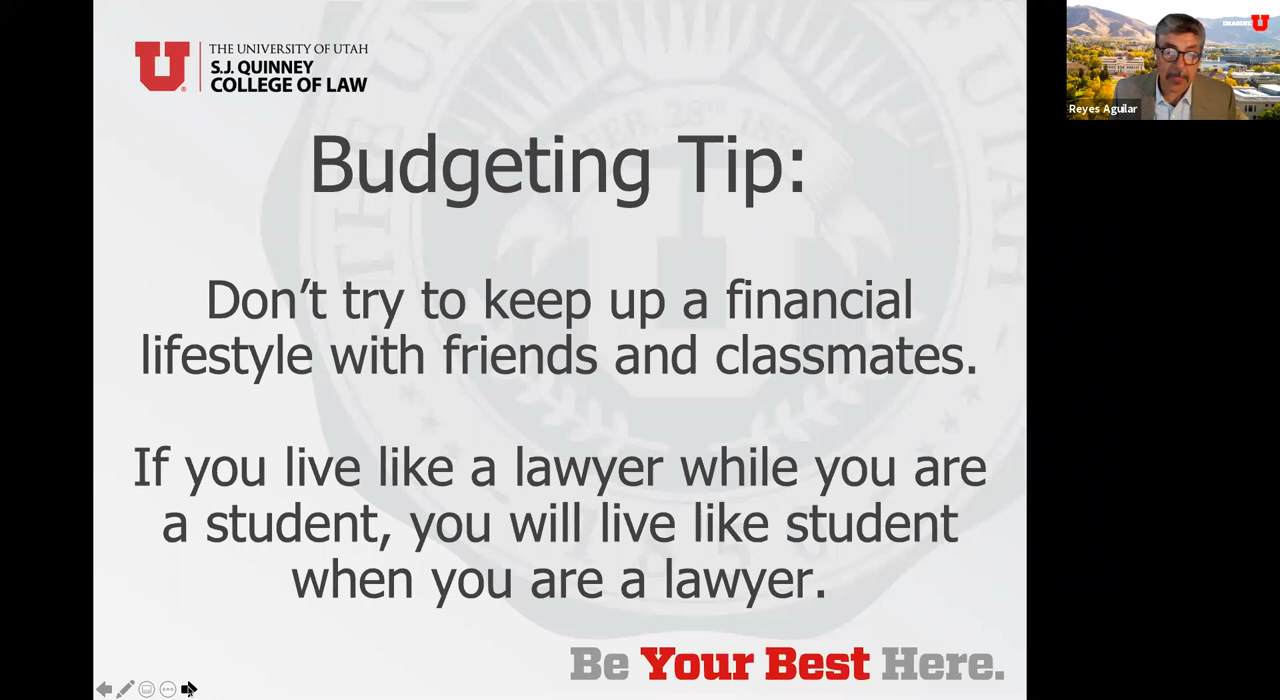 THE UNIVERSITY OF UTAH
S.J. QUINNEY
COLLEGE OF LAW
Budgeting Tip:
Don’t try to keep up a financial
lifestyle with friends and classmates.
If you live like a lawyer while you are
a student, you will live like student
when you are a lawyer.
Be Your Best Here.
Reyes Aguilar